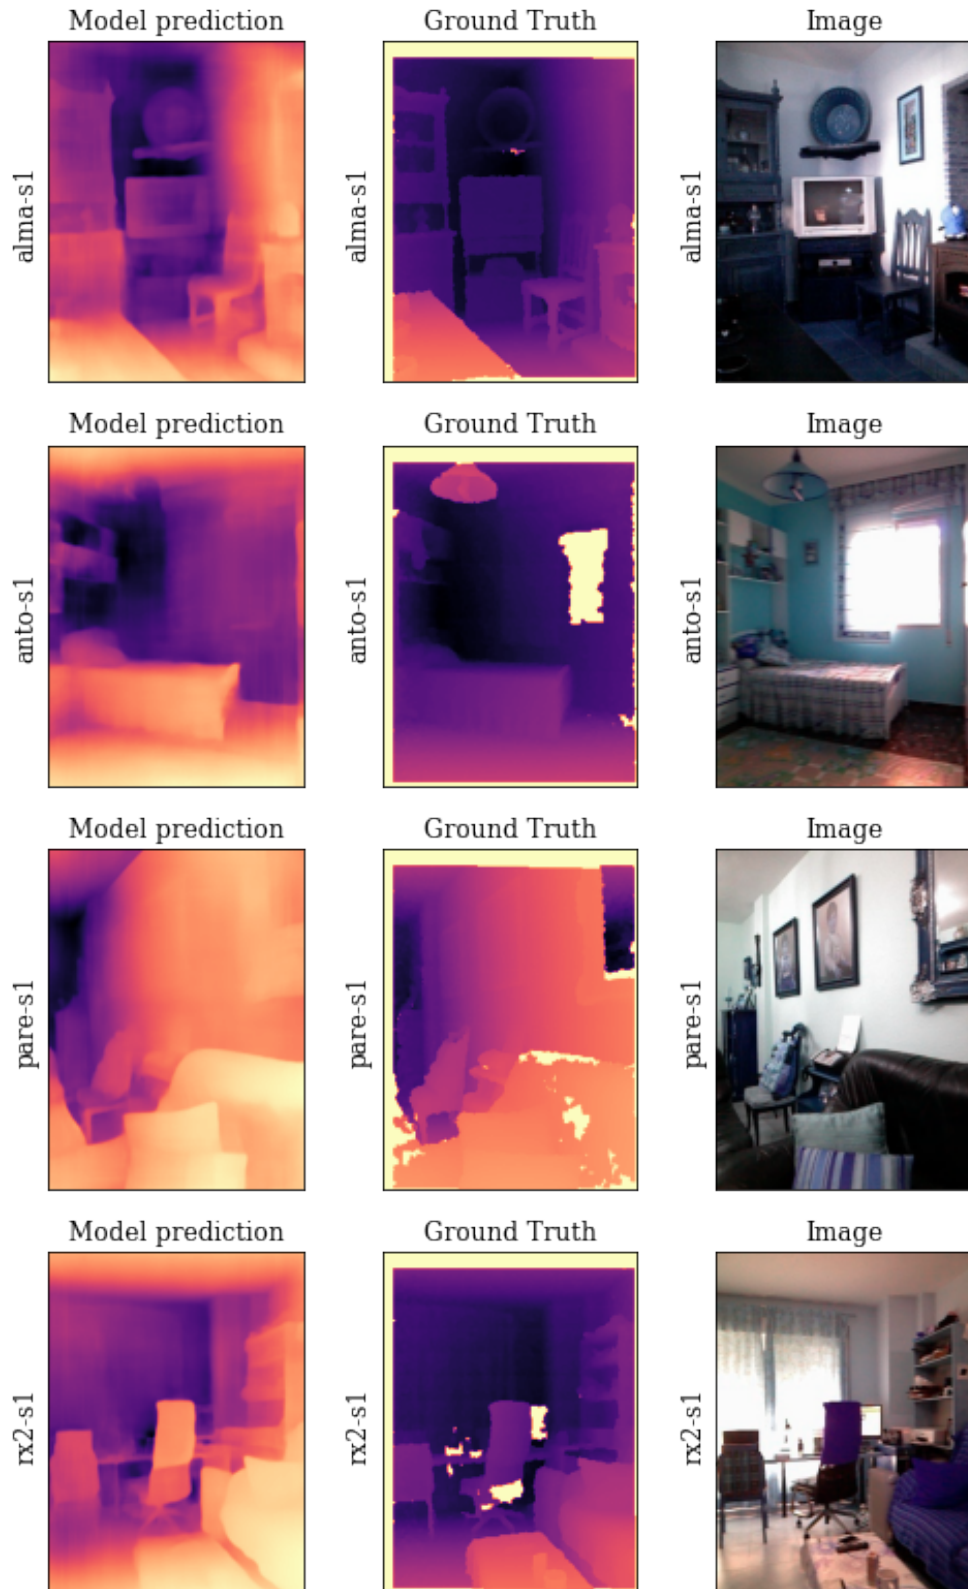 Model prediction Ground Truth Image
alma-s1 alma-s1 alma-s1
Model prediction Ground Truth Image
anto-s1 anto-s1 anto-s1
Model prediction Ground Truth Image
pare-s1 pare-s1 pare-s1
Model prediction Ground Truth Image
rx2-s1 rx2-s1 rx2-s1